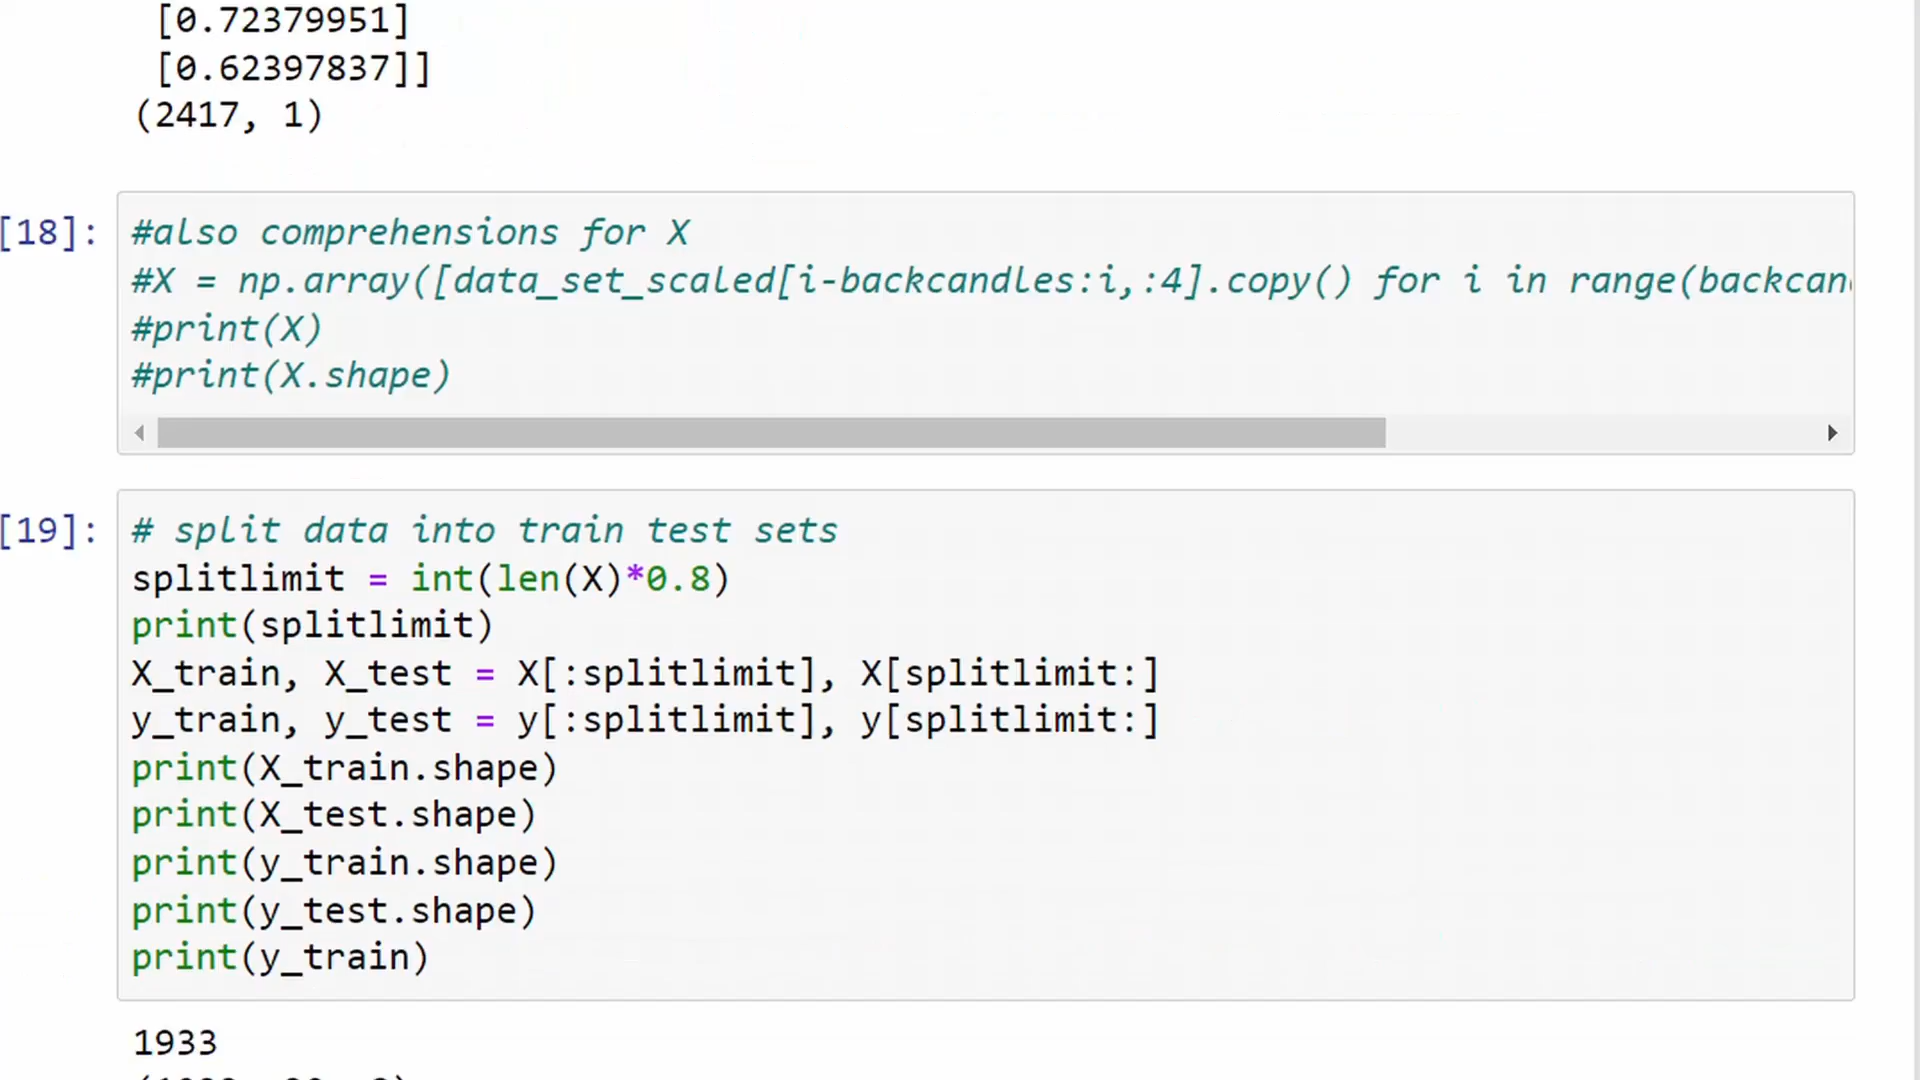 [0.72379951]
[0.62397837]]
(2417, 1)
[18]:
#also comprehensions for X
#X = np.array([data_set_scaled[i-backcandles:i,:4].copy() for i in range(backcan
#print(X)
#print(X.shape)
[19]:
# split data into train test sets
splitlimit = int(len(X)*0.8)
print(splitlimit)
X_train, X_test = X[:splitlimit], X[splitlimit:]
y_train, y_test = y[:splitlimit], y[splitlimit:]
print(X_train.shape)
print(X_test.shape)
print(y_train.shape)
print(y_test.shape)
print(y_train)
1933